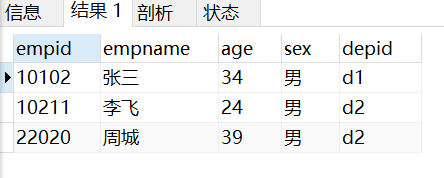 信息 结果 1 剖析 状态
empid empname age sex depid
10102 张三 34 男 d1
10211 李飞 24 男 d2
22020 周城 39 男 d2